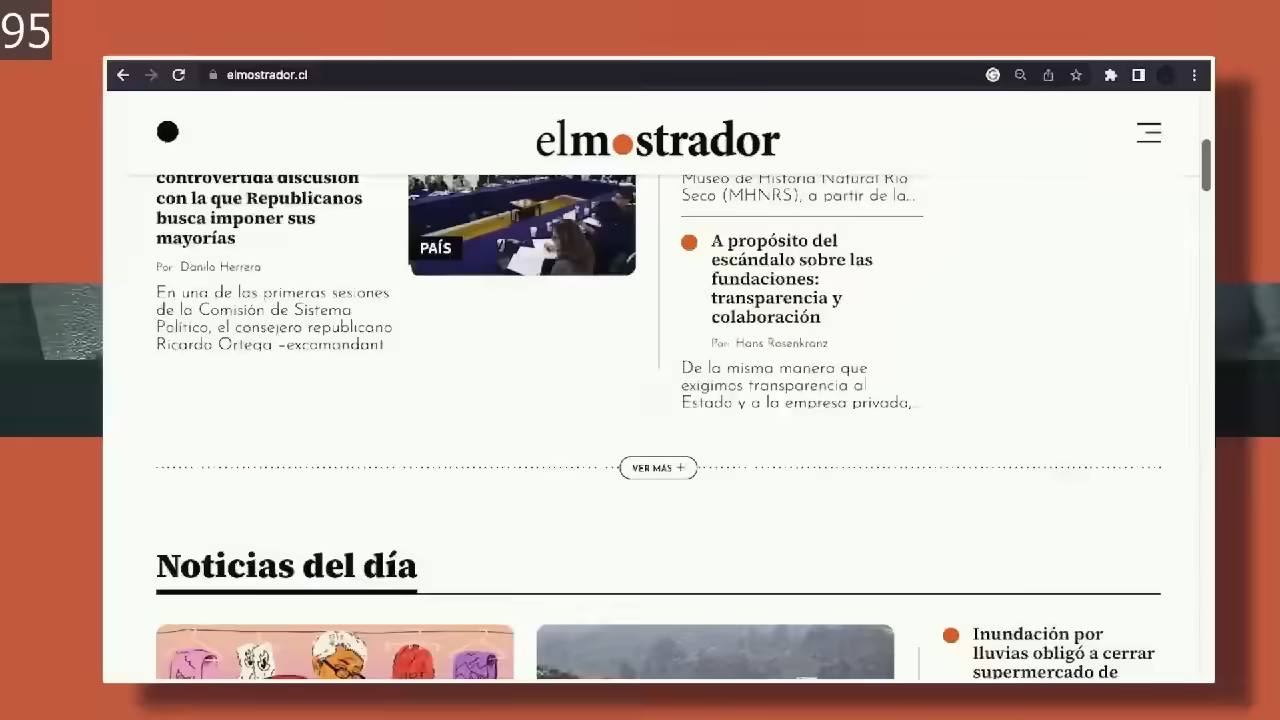 95
elmostrador.cl
elmostrador
controvertida discusión
con la que Republicanos
busca imponer sus
mayorías
Por Danilo Herrera
En una de las primeras sesiones
de la Comisión de Sistema
Político, el consejero republicano
Ricardo Ortega –excomandant
PAÍS
Museo de Historia Natural Río
Seco (MHNRS), a partir de la...
A propósito del
escándalo sobre las
fundaciones:
transparencia y
colaboración
Por Hans Rosenkranz
De la misma manera que
exigimos transparencia al
Estado y a la empresa privada,...
VER MÁS +
Noticias del día
Inundación por
lluvias obligó a cerrar
supermercado de